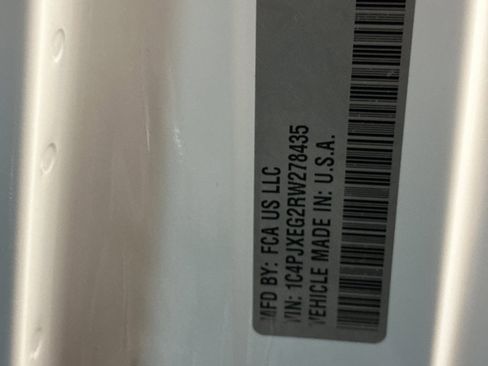 MFD BY: FCA US LLC
VIN: 1C4PJXEG2RW278435
VEHICLE MADE IN: U.S.A.